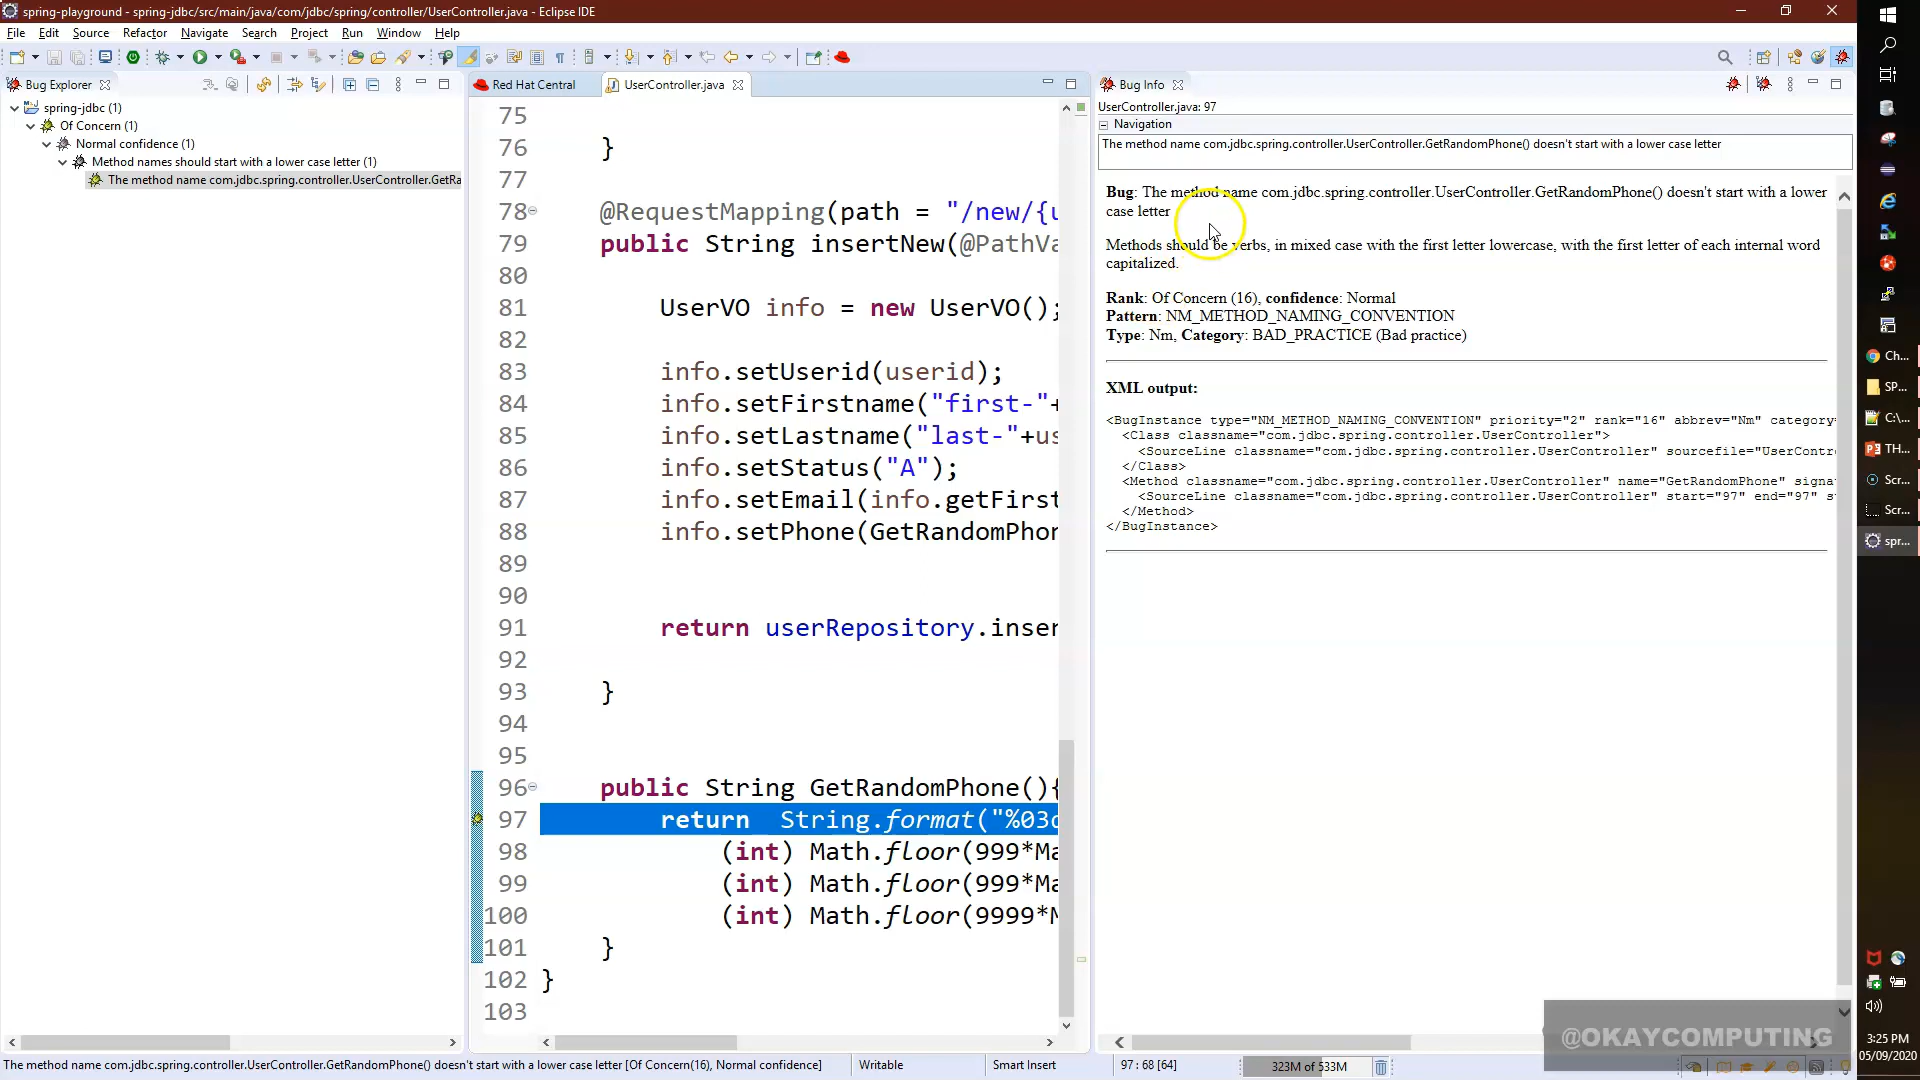 spring-playground - spring-jdbc/src/main/java/com/jdbc/spring/controller/UserController.java - Eclipse IDE
File Edit Source Refactor Navigate Search Project Run Window Help
Bug Explorer
spring-jdbc (1)
Of Concern (1)
Normal confidence (1)
Method names should start with a lower case letter (1)
The method name com.jdbc.spring.controller.UserController.GetRa
Red Hat Central
UserController.java
75
76 }
77
78 @RequestMapping(path = "/new/{u
79 public String insertNew(@PathVa
80
81 UserVO info = new UserVO();
82
83 info.setUserid(userid);
84 info.setFirstname("first-"+
85 info.setLastname("last-"+us
86 info.setStatus("A");
87 info.setEmail(info.getFirst
88 info.setPhone(GetRandomPhon
89
90
91 return userRepository.inser
92
93 }
94
95
96 public String GetRandomPhone(){
97 return String.format("%03d
98 (int) Math.floor(999*Ma
99 (int) Math.floor(999*Ma
100 (int) Math.floor(9999*M
101 }
102 }
103
Bug Info
UserController.java: 97
Navigation
The method name com.jdbc.spring.controller.UserController.GetRandomPhone() doesn't start with a lower case letter
Bug: The method name com.jdbc.spring.controller.UserController.GetRandomPhone() doesn't start with a lower
case letter
Methods should be verbs, in mixed case with the first letter lowercase, with the first letter of each internal word
capitalized.
Rank: Of Concern (16), confidence: Normal
Pattern: NM_METHOD_NAMING_CONVENTION
Type: Nm, Category: BAD_PRACTICE (Bad practice)
XML output:
<BugInstance type="NM_METHOD_NAMING_CONVENTION" priority="2" rank="16" abbrev="Nm" category
<Class classname="com.jdbc.spring.controller.UserController">
<SourceLine classname="com.jdbc.spring.controller.UserController" sourcefile="UserContr
</Class>
<Method classname="com.jdbc.spring.controller.UserController" name="GetRandomPhone" signa
<SourceLine classname="com.jdbc.spring.controller.UserController" start="97" end="97" s
</Method>
</BugInstance>
Ch...
SP...
C:\...
TH...
Scr...
Scr...
spr...
@OKAYCOMPUTING
3:25 PM
05/09/2020
The method name com.jdbc.spring.controller.UserController.GetRandomPhone() doesn't start with a lower case letter [Of Concern(16), Normal confidence]
Writable
Smart Insert
97 : 68 [64]
323M of 533M